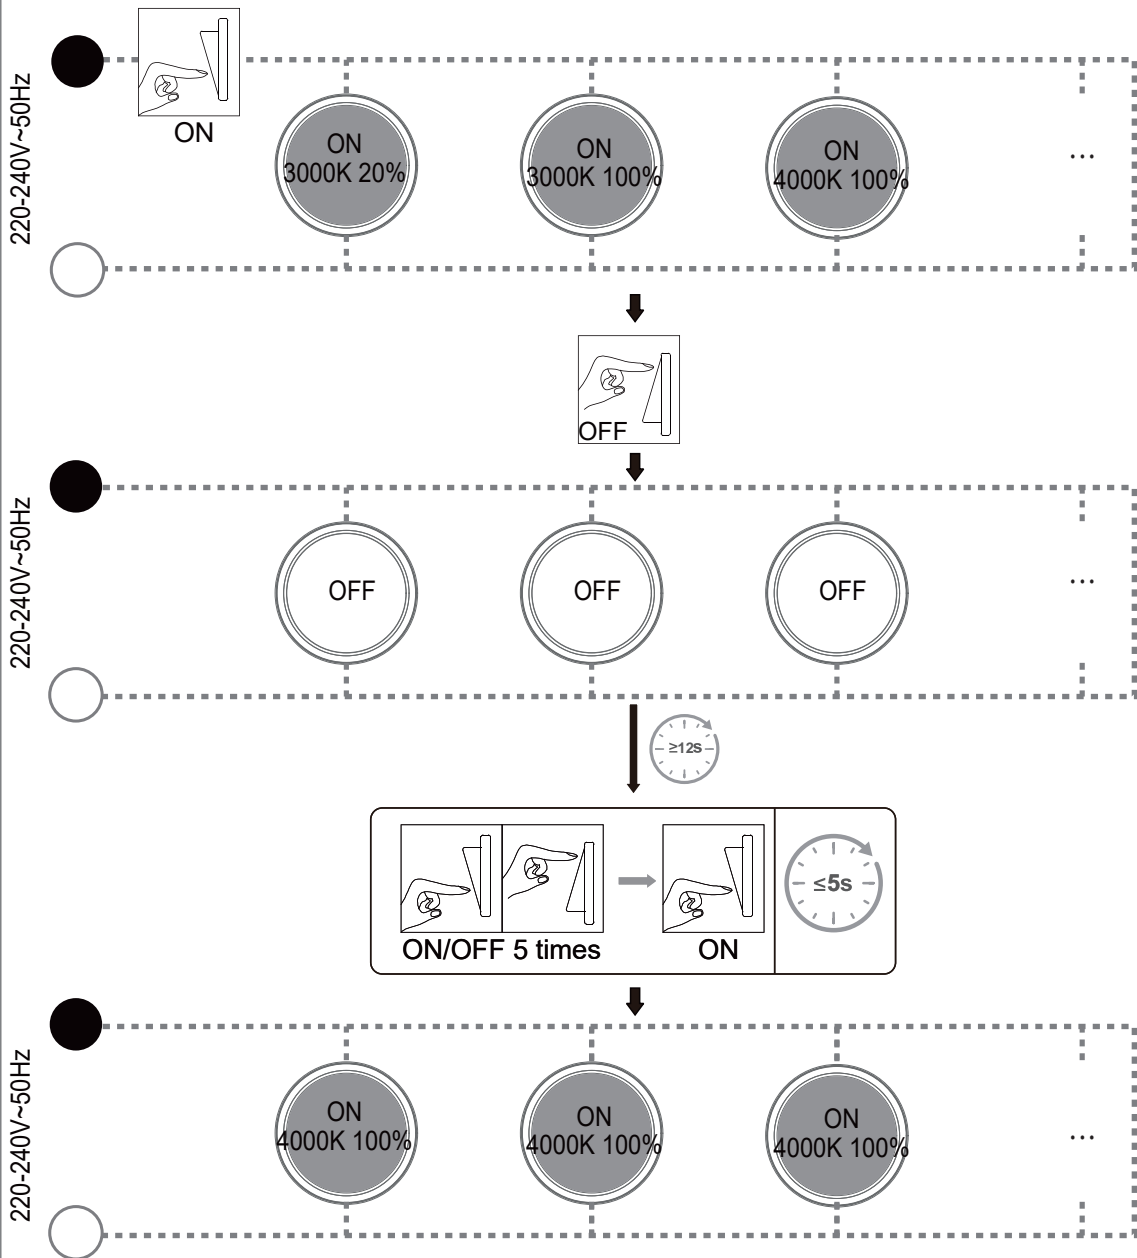 220-240V~50Hz
ON
ON
3000K 20%
ON
3000K 100%
ON
4000K 100%
...
OFF
220-240V~50Hz
OFF
OFF
OFF
...
≥12s
ON/OFF 5 times
ON
≤5s
220-240V~50Hz
ON
4000K 100%
ON
4000K 100%
ON
4000K 100%
...